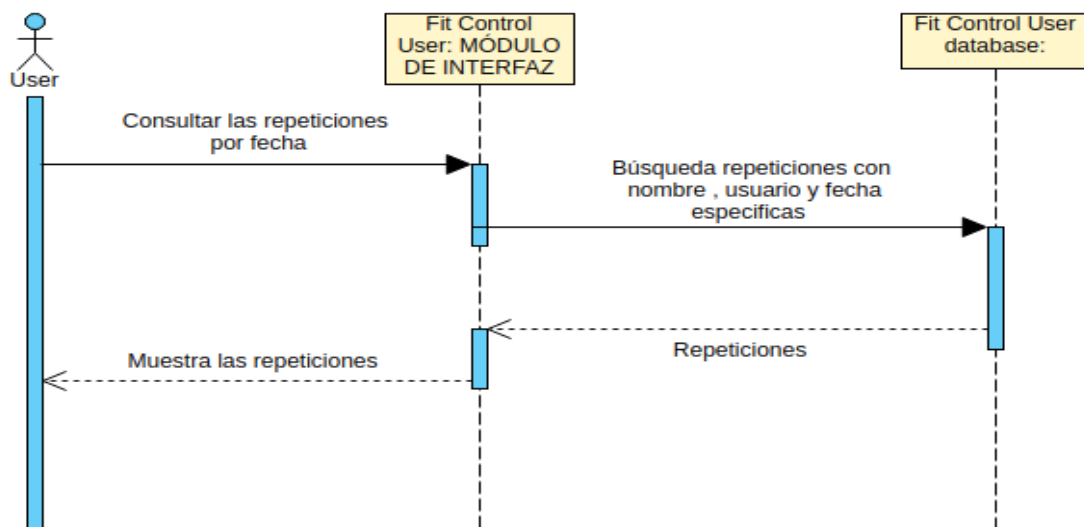 User
Fit Control
User: MÓDULO
DE INTERFAZ
Fit Control User
database:
Consultar las repeticiones
por fecha
Búsqueda repeticiones con
nombre , usuario y fecha
especificas
Repeticiones
Muestra las repeticiones